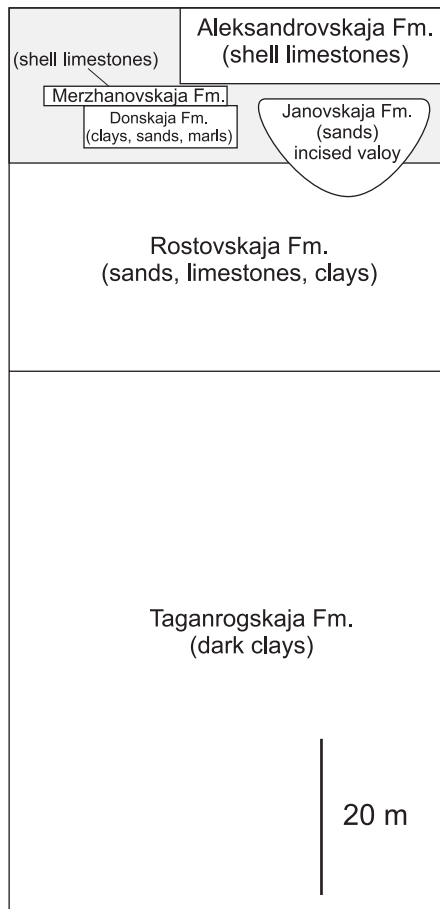 Aleksandrovskaja Fm.
(shell limestones)
(shell limestones)
Merzhanovskaja Fm.
Donskaja Fm.
(clays, sands, marls)
Janovskaja Fm.
(sands)
incised valoy
Rostovskaja Fm.
(sands, limestones, clays)
Taganrogskaja Fm.
(dark clays)
20 m